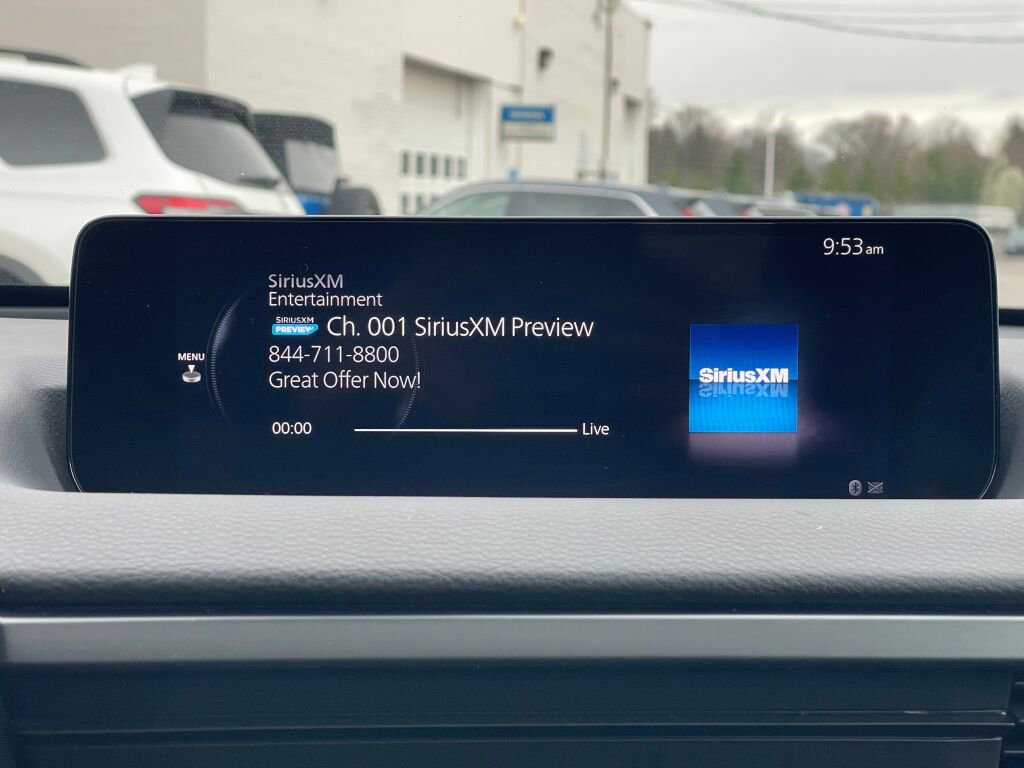 9:53 am
SiriusXM
Entertainment
SIRIUSXM
PREVIEW
Ch. 001 SiriusXM Preview
844-711-8800
Great Offer Now!
MENU
00:00
Live
SiriusXM